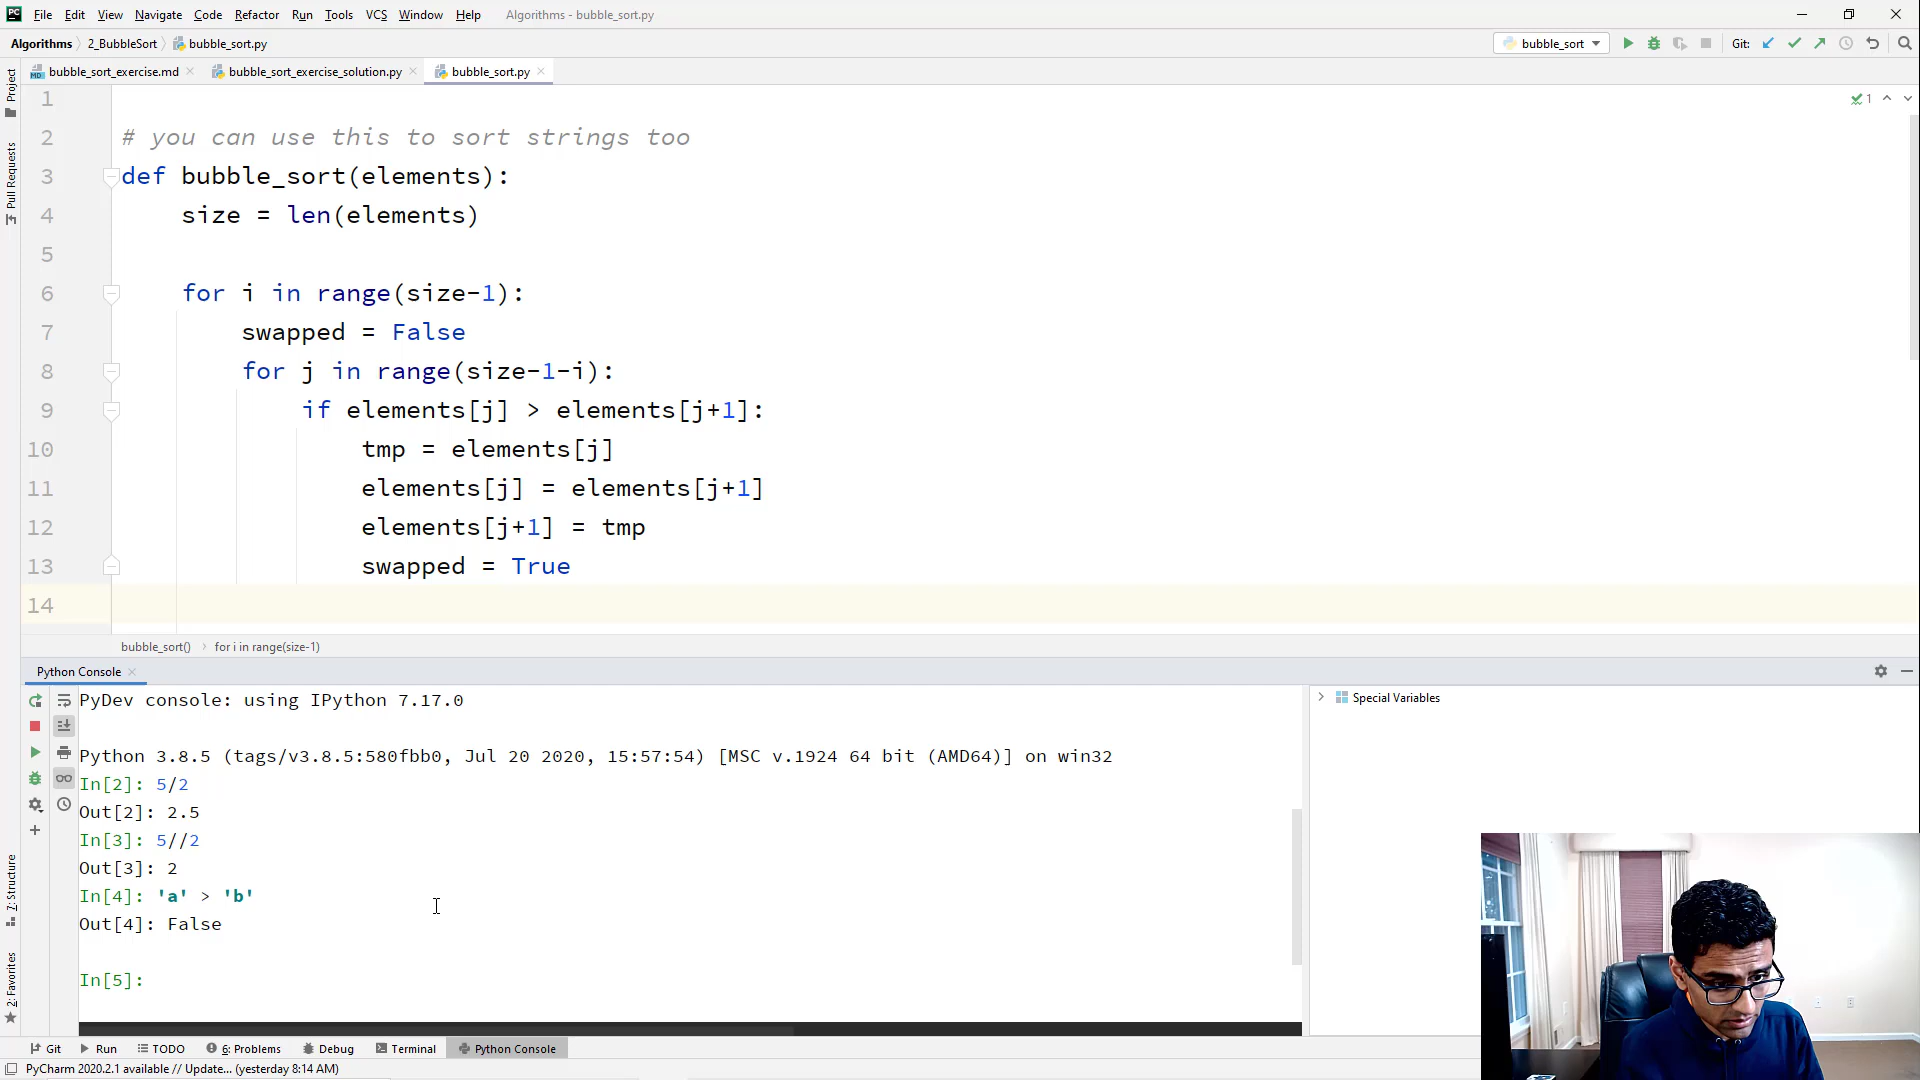 PC File Edit View Navigate Code Refactor Run Tools VCS Window Help Algorithms - bubble_sort.py
Algorithms 2_BubbleSort bubble_sort.py bubble_sort Git:
bubble_sort_exercise.md bubble_sort_exercise_solution.py bubble_sort.py
Project
Pull Requests
Z: Structure
2: Favorites
1
1
2 # you can use this to sort strings too
3 def bubble_sort(elements):
4 size = len(elements)
5
6 for i in range(size-1):
7 swapped = False
8 for j in range(size-1-i):
9 if elements[j] > elements[j+1]:
10 tmp = elements[j]
11 elements[j] = elements[j+1]
12 elements[j+1] = tmp
13 swapped = True
14
bubble_sort() for i in range(size-1)
Python Console
PyDev console: using IPython 7.17.0
Special Variables
Python 3.8.5 (tags/v3.8.5:580fbb0, Jul 20 2020, 15:57:54) [MSC v.1924 64 bit (AMD64)] on win32
In[2]: 5/2
Out[2]: 2.5
In[3]: 5//2
Out[3]: 2
In[4]: 'a' > 'b'
Out[4]: False
In[5]:
Git Run TODO 6: Problems Debug Terminal Python Console
PyCharm 2020.2.1 available // Update... (yesterday 8:14 AM)